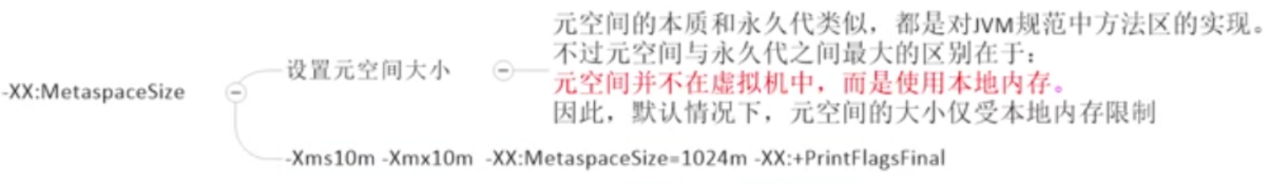 -XX:MetaspaceSize
设置元空间大小
元空间的本质和永久代类似，都是对JVM规范中方法区的实现。
不过元空间与永久代之间最大的区别在于：
元空间并不在虚拟机中，而是使用本地内存。
因此，默认情况下，元空间的大小仅受本地内存限制
-Xms10m -Xmx10m -XX:MetaspaceSize=1024m -XX:+PrintFlagsFinal